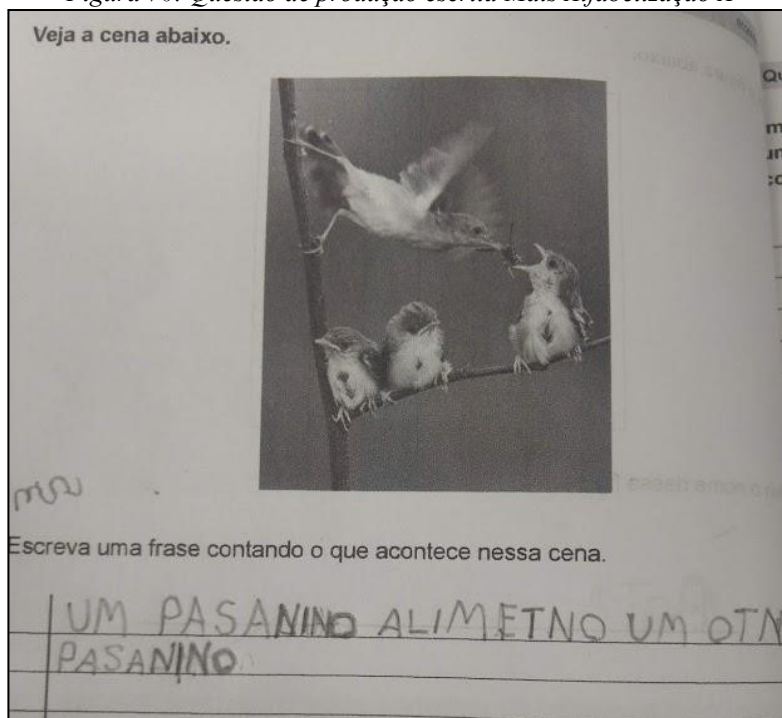 Veja a cena abaixo.
Escreva uma frase contando o que acontece nessa cena.
UM PASANINO ALIMETNO UM OTN
PASANINO